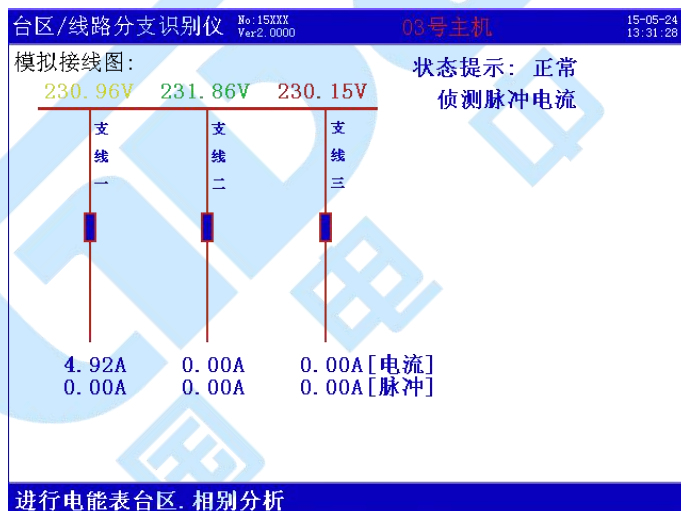 台区/线路分支识别仪 No:15XXX
Ver2.0000
03号主机
15-05-24
13:31:28
模拟接线图:
状态提示: 正常
侦测脉冲电流
230.96V 231.86V 230.15V
支线一 支线二 支线三
4.92A 0.00A 0.00A[电流]
0.00A 0.00A 0.00A[脉冲]
进行电能表台区.相别分析